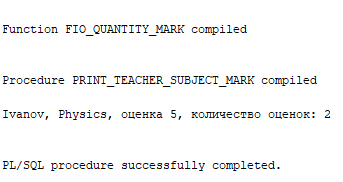 Function FIO_QUANTITY_MARK compiled
Procedure PRINT_TEACHER_SUBJECT_MARK compiled
Ivanov, Physics, оценка 5, количество оценок: 2
PL/SQL procedure successfully completed.